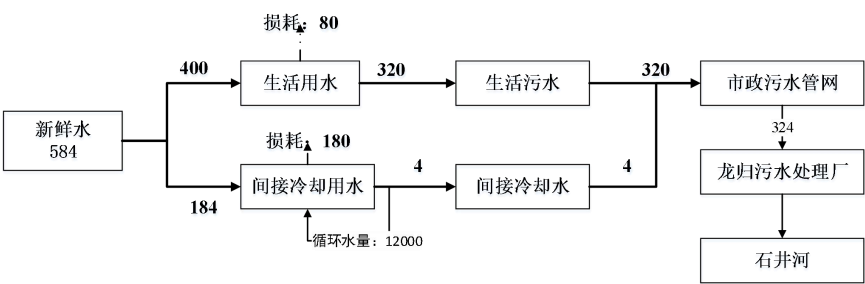 损耗：80
400
生活用水
320
生活污水
320
市政污水管网
新鲜水
584
324
损耗：180
184
间接冷却用水
4
间接冷却水
4
龙归污水处理厂
循环水量：12000
石井河